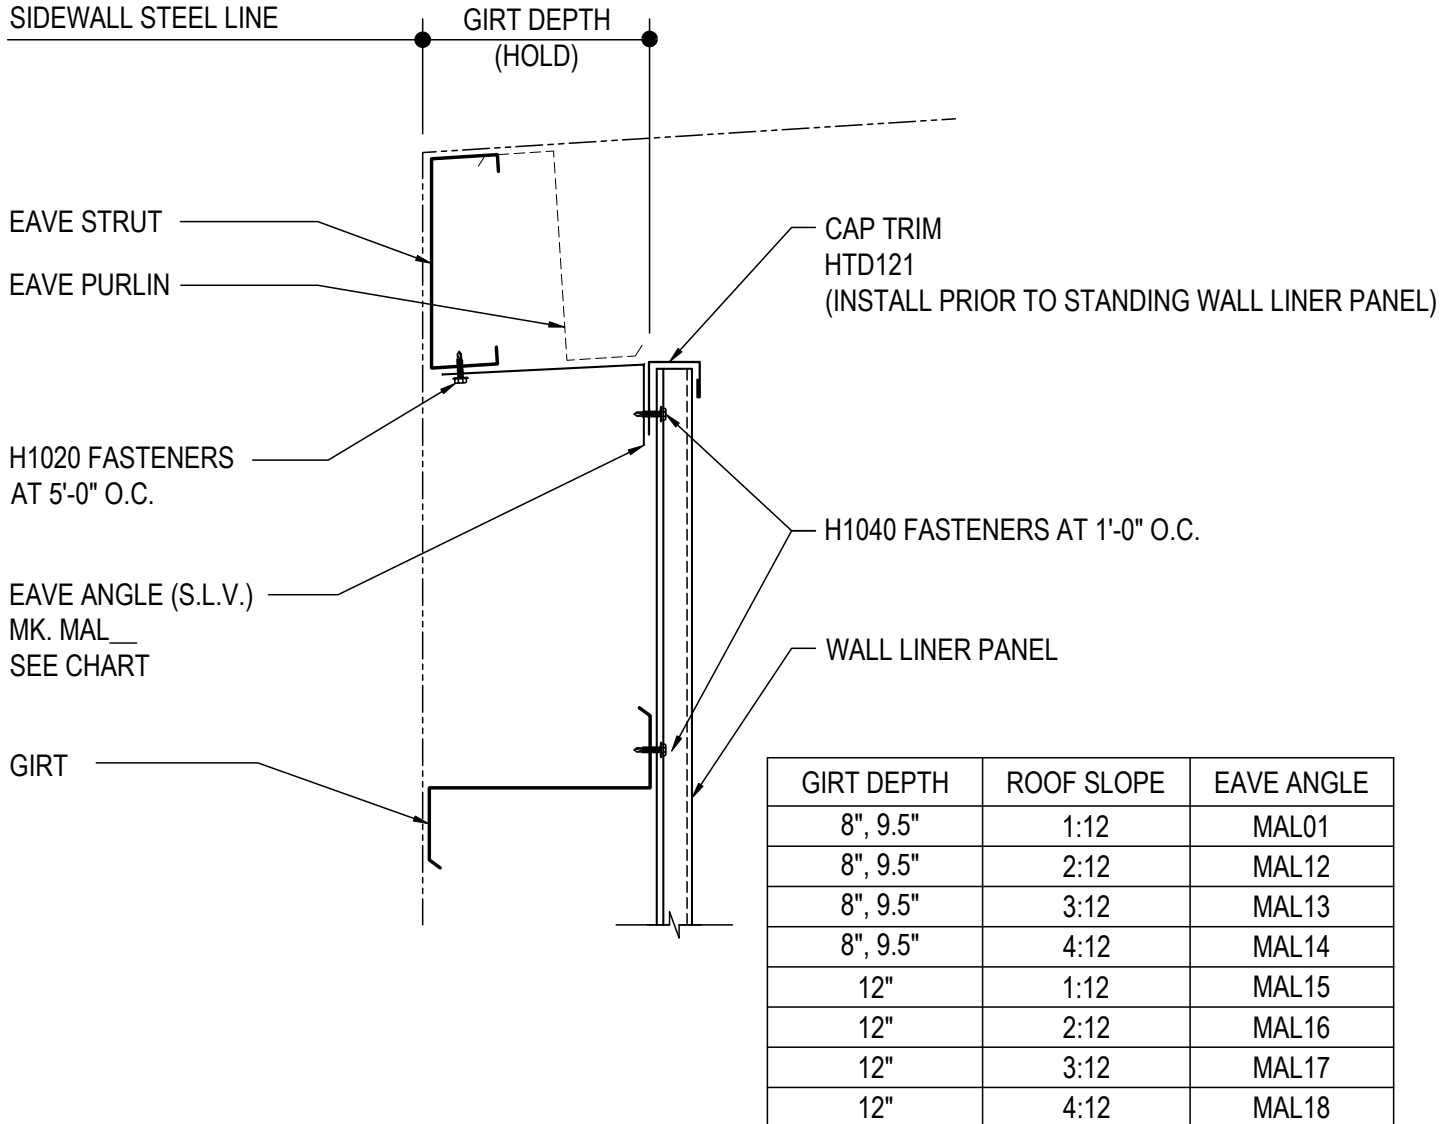 SIDEWALL STEEL LINE
GIRT DEPTH
(HOLD)
EAVE STRUT
EAVE PURLIN
CAP TRIM
HTD121
(INSTALL PRIOR TO STANDING WALL LINER PANEL)
H1020 FASTENERS
AT 5'-0" O.C.
H1040 FASTENERS AT 1'-0" O.C.
EAVE ANGLE (S.L.V.)
MK. MAL__
SEE CHART
WALL LINER PANEL
GIRT
GIRT DEPTH ROOF SLOPE EAVE ANGLE
8", 9.5" 1:12 MAL01
8", 9.5" 2:12 MAL12
8", 9.5" 3:12 MAL13
8", 9.5" 4:12 MAL14
12" 1:12 MAL15
12" 2:12 MAL16
12" 3:12 MAL17
12" 4:12 MAL18